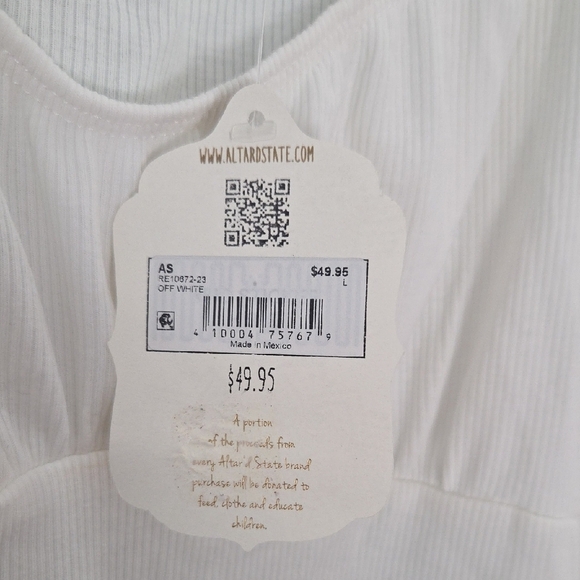 WWW.ALTARDSTATE.COM
AS $49.95
RE10672-23 L
OFF WHITE
4 10004 75767 9
Made in Mexico
$49.95
A portion
of the proceeds from
every Altar'd State brand
purchase will be donated to
feed, clothe and educate
children.